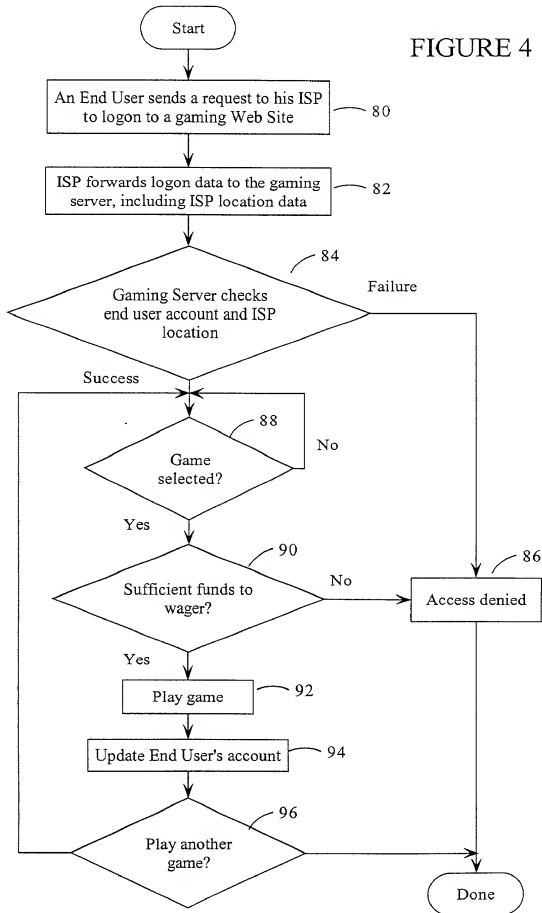 Start
FIGURE 4
An End User sends a request to his ISP
to logon to a gaming Web Site
80
ISP forwards logon data to the gaming
server, including ISP location data
82
84
Gaming Server checks
end user account and ISP
location
Failure
Success
88
Game
selected?
No
Yes
90
Sufficient funds to
wager?
No
86
Access denied
Yes
Play game
92
Update End User's account
94
96
Play another
game?
Done